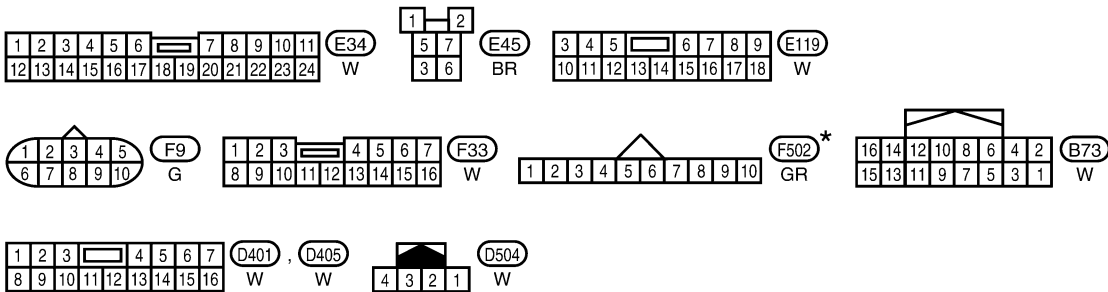 1 2 3 4 5 6 7 8 9 10 11 E34
12 13 14 15 16 17 18 19 20 21 22 23 24 W
1 2
5 7 E45
3 6 BR
3 4 5 6 7 8 9 E119
10 11 12 13 14 15 16 17 18 W
1 2 3 4 5 F9
6 7 8 9 10 G
1 2 3 4 5 6 7 F33
8 9 10 11 12 13 14 15 16 W
F502 *
1 2 3 4 5 6 7 8 9 10 GR
16 14 12 10 8 6 4 2 B73
15 13 11 9 7 5 3 1 W
1 2 3 4 5 6 7 D401 , D405
8 9 10 11 12 13 14 15 16 W W
D504
4 3 2 1 W